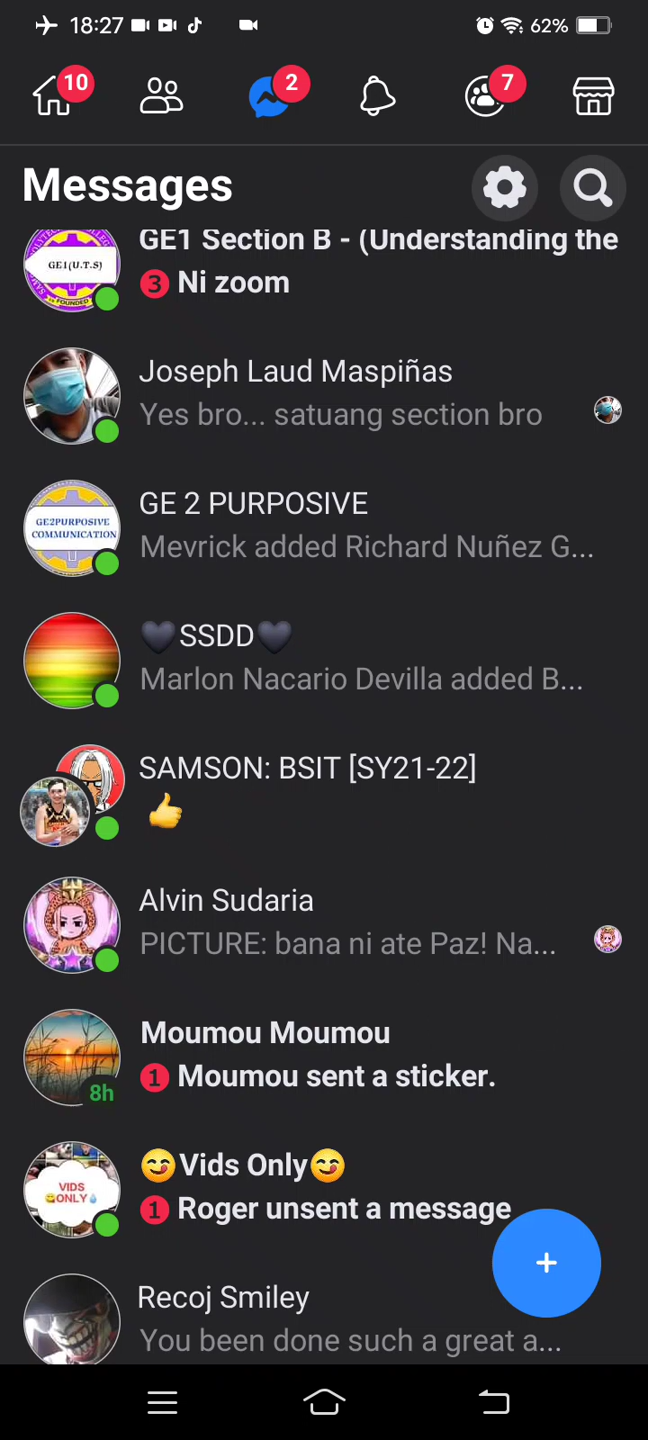 18:27
62%
10
2
7
Messages
GE1 Section B - (Understanding the
GE1(U.T.S)
FOUNDED
3 Ni zoom
Joseph Laud Maspiñas
Yes bro... satuang section bro
GE 2 PURPOSIVE
GE2PURPOSIVE
COMMUNICATION
Mevrick added Richard Nuñez G...
🖤SSDD🖤
Marlon Nacario Devilla added B...
SAMSON: BSIT [SY21-22]
👍
Alvin Sudaria
PICTURE: bana ni ate Paz! Na...
Moumou Moumou
1 Moumou sent a sticker.
8h
😋Vids Only😋
VIDS
😋ONLY💧
1 Roger unsent a message
+
Recoj Smiley
You been done such a great a...